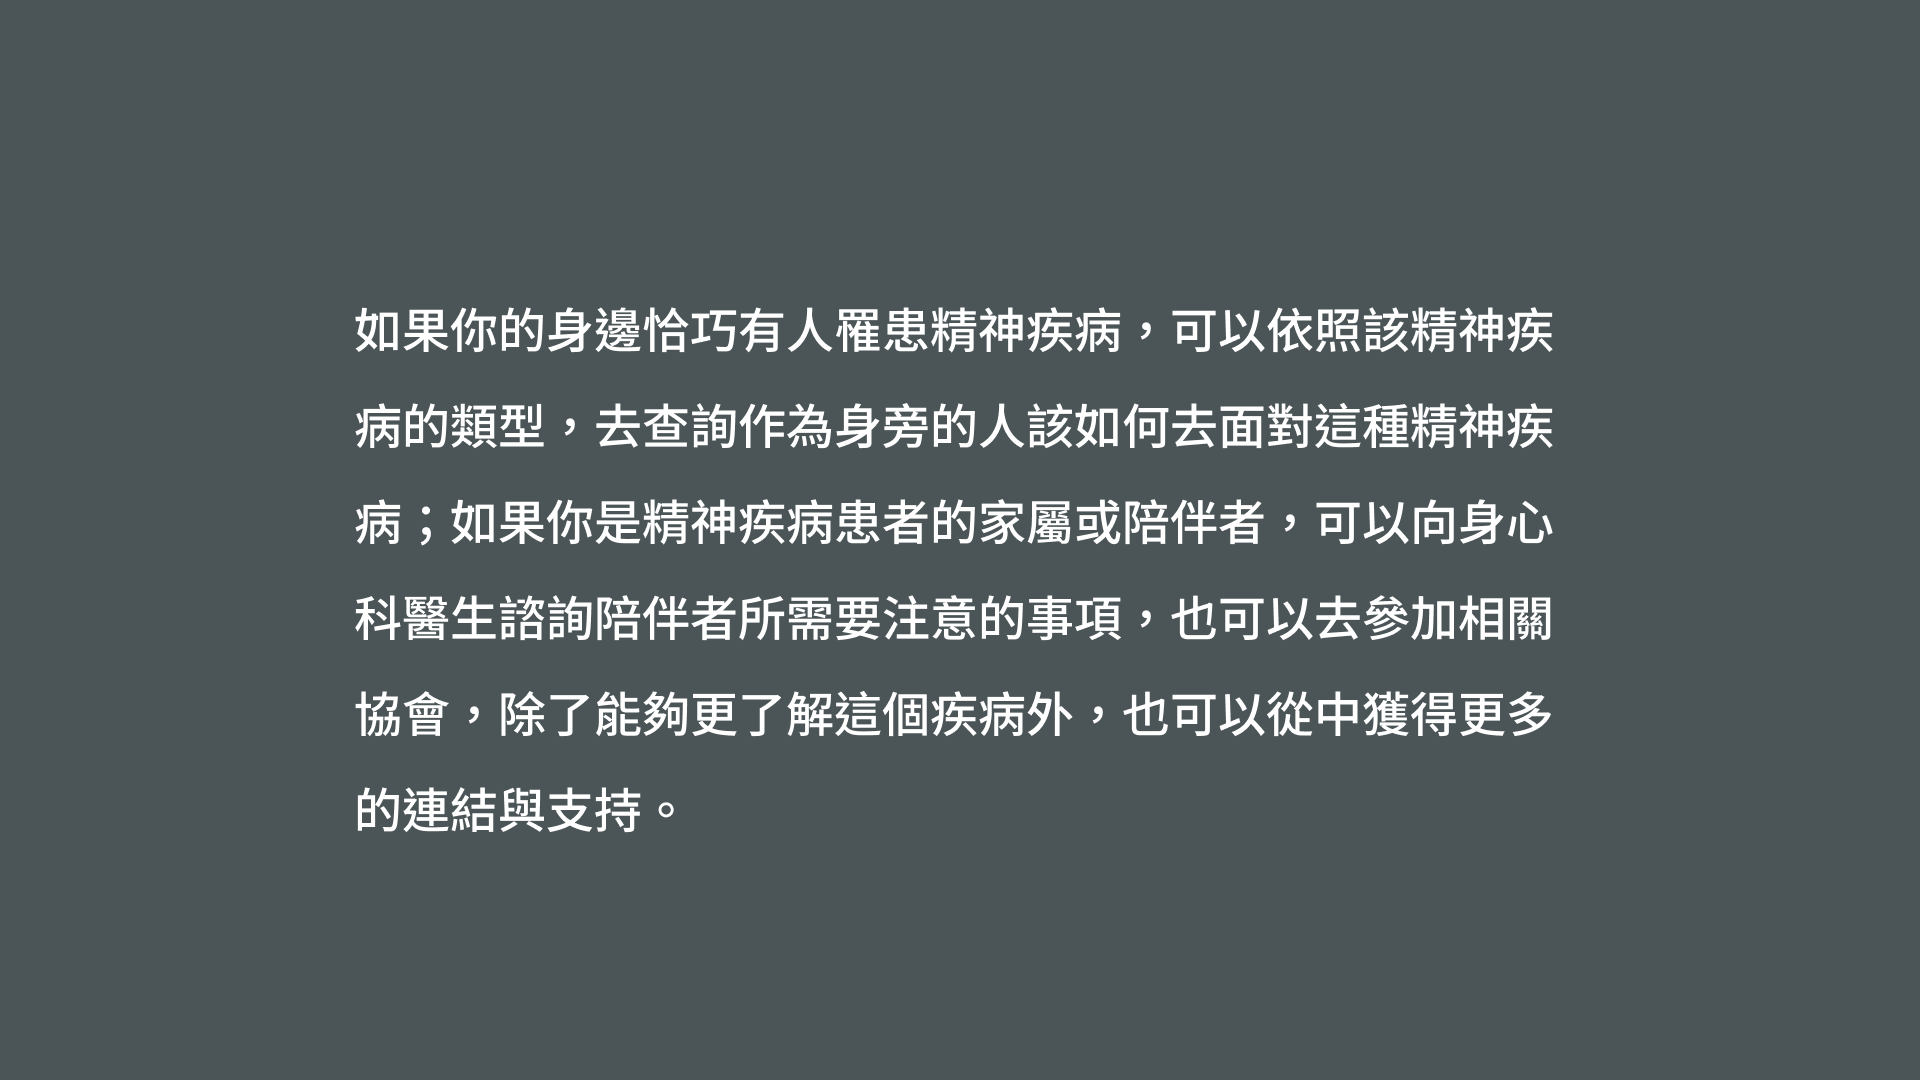 如果你的身邊恰巧有人罹患精神疾病，可以依照該精神疾
病的類型，去查詢作為身旁的人該如何去面對這種精神疾
病；如果你是精神疾病患者的家屬或陪伴者，可以向身心
科醫生諮詢陪伴者所需要注意的事項，也可以去參加相關
協會，除了能夠更了解這個疾病外，也可以從中獲得更多
的連結與支持。